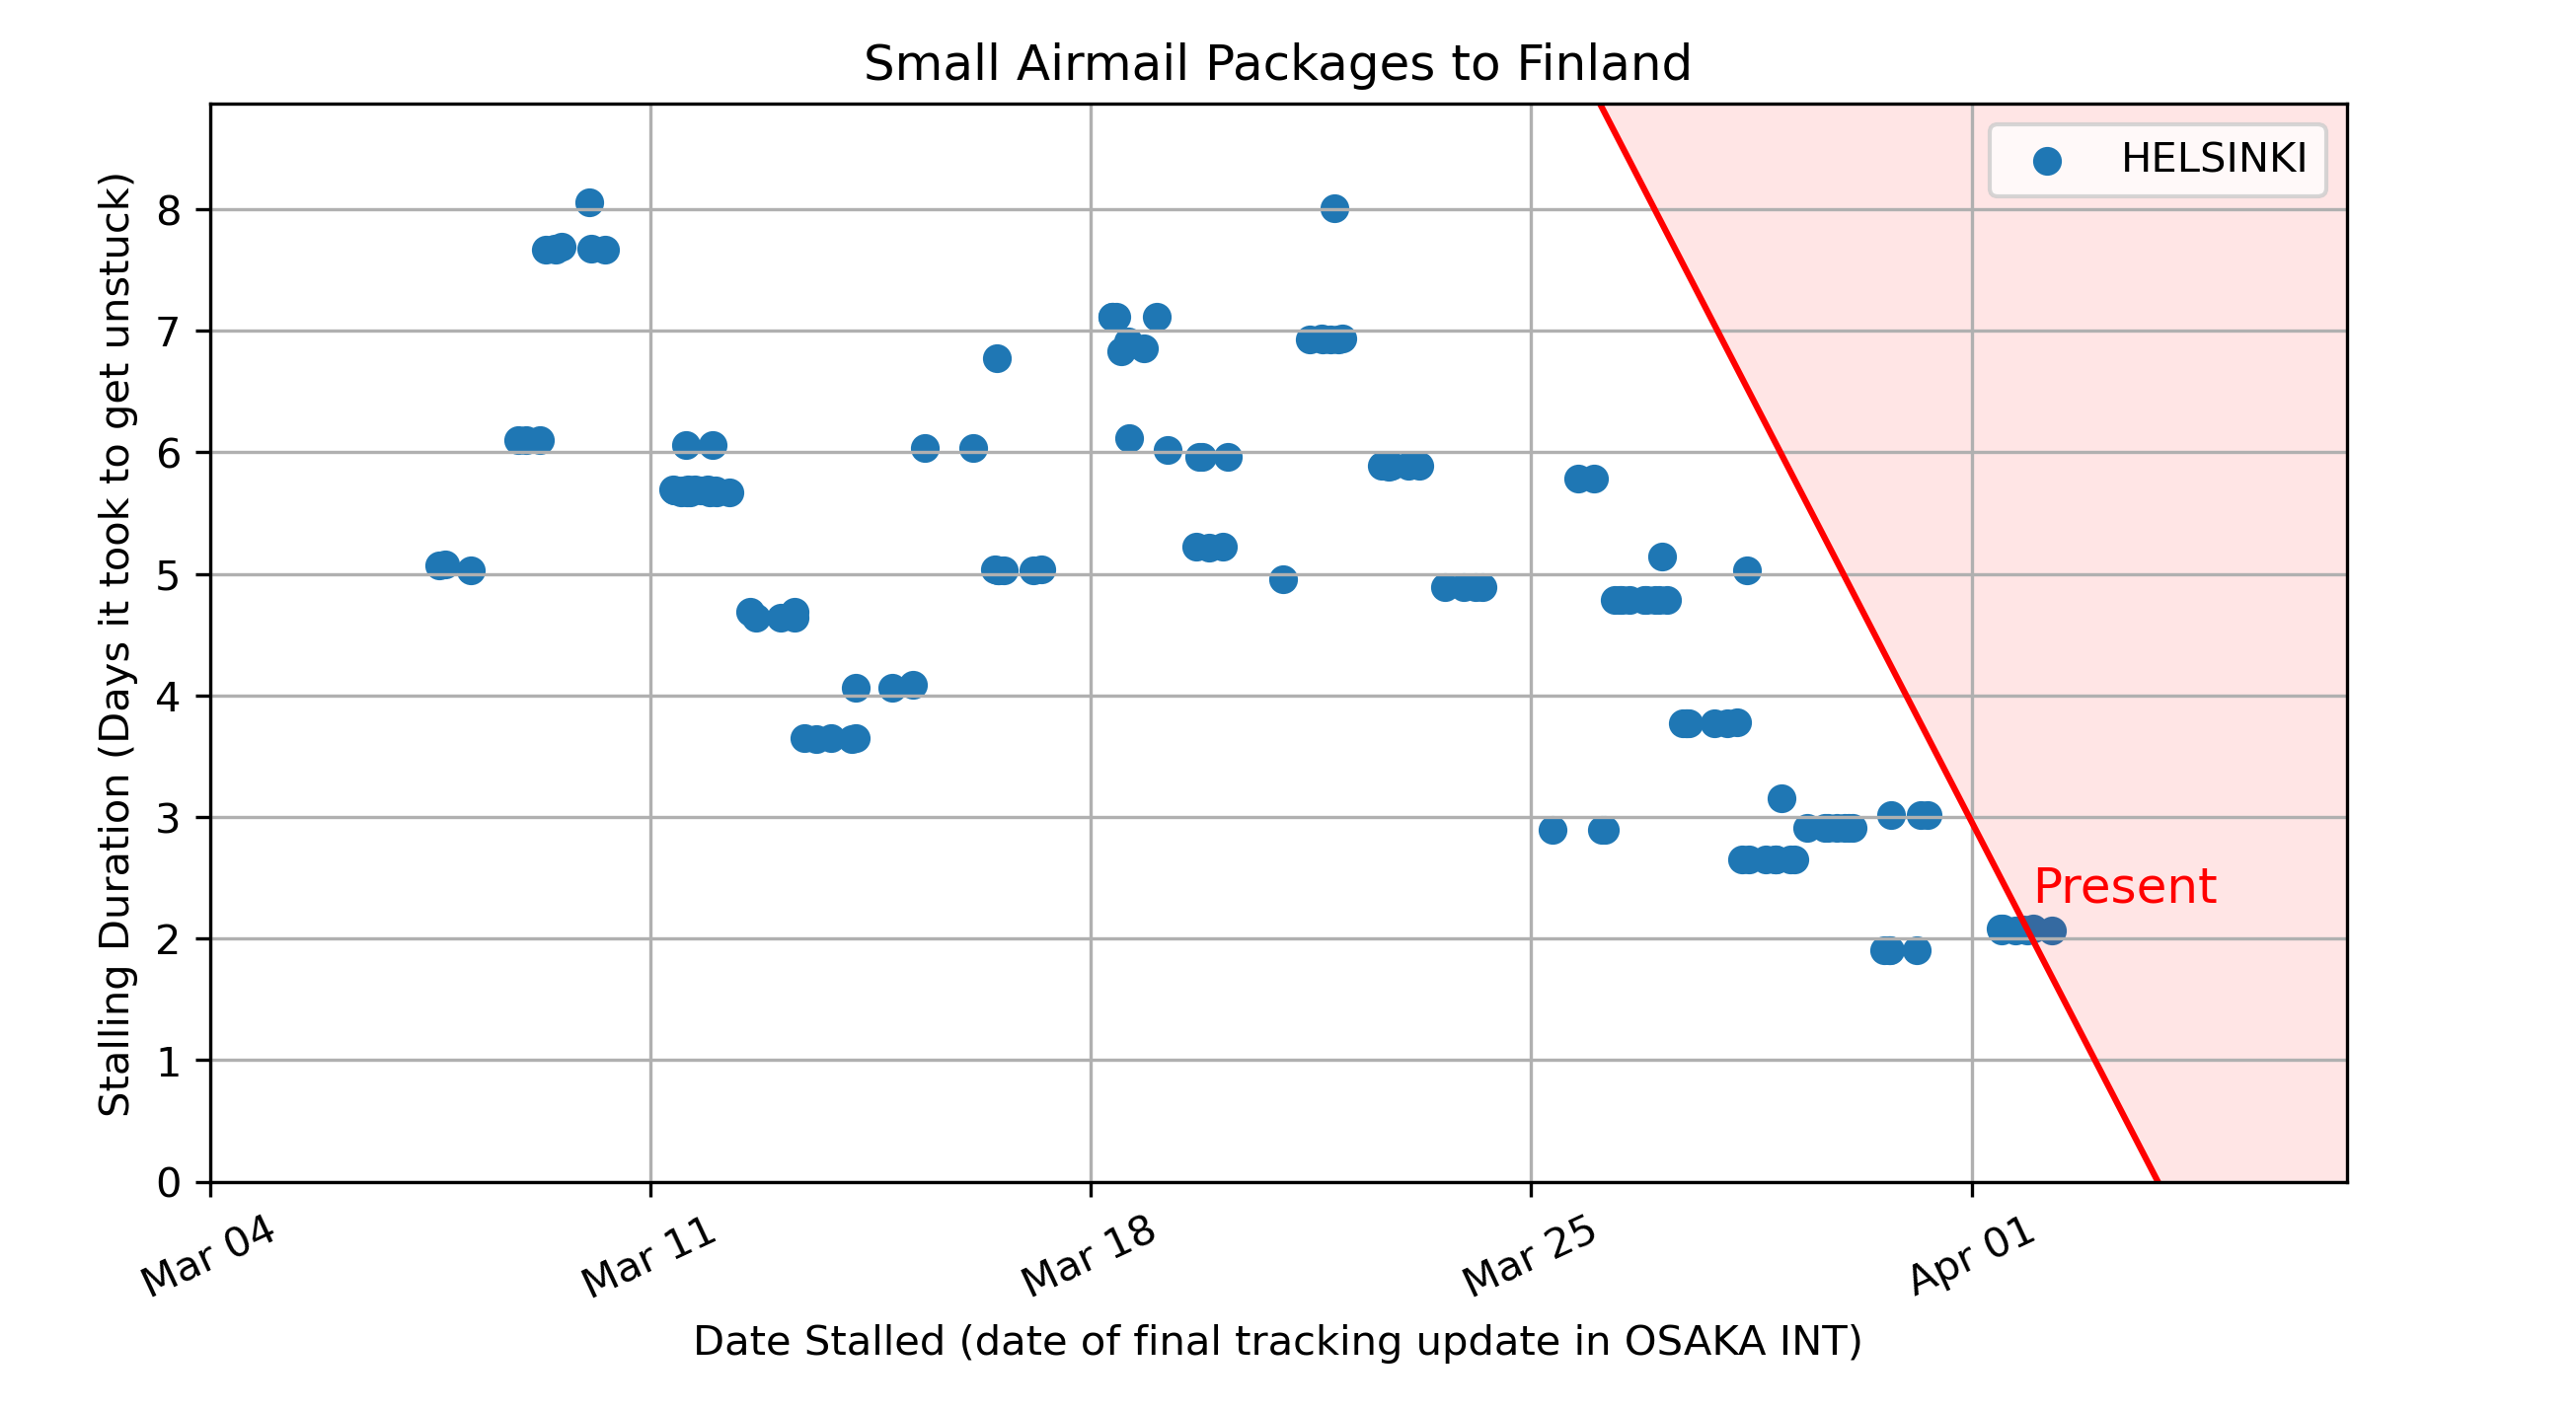 Small Airmail Packages to Finland
HELSINKI
Stalling Duration (Days it took to get unstuck)
8
7
6
5
4
3
2
1
0
Present
Mar 04
Mar 11
Mar 18
Mar 25
Apr 01
Date Stalled (date of final tracking update in OSAKA INT)